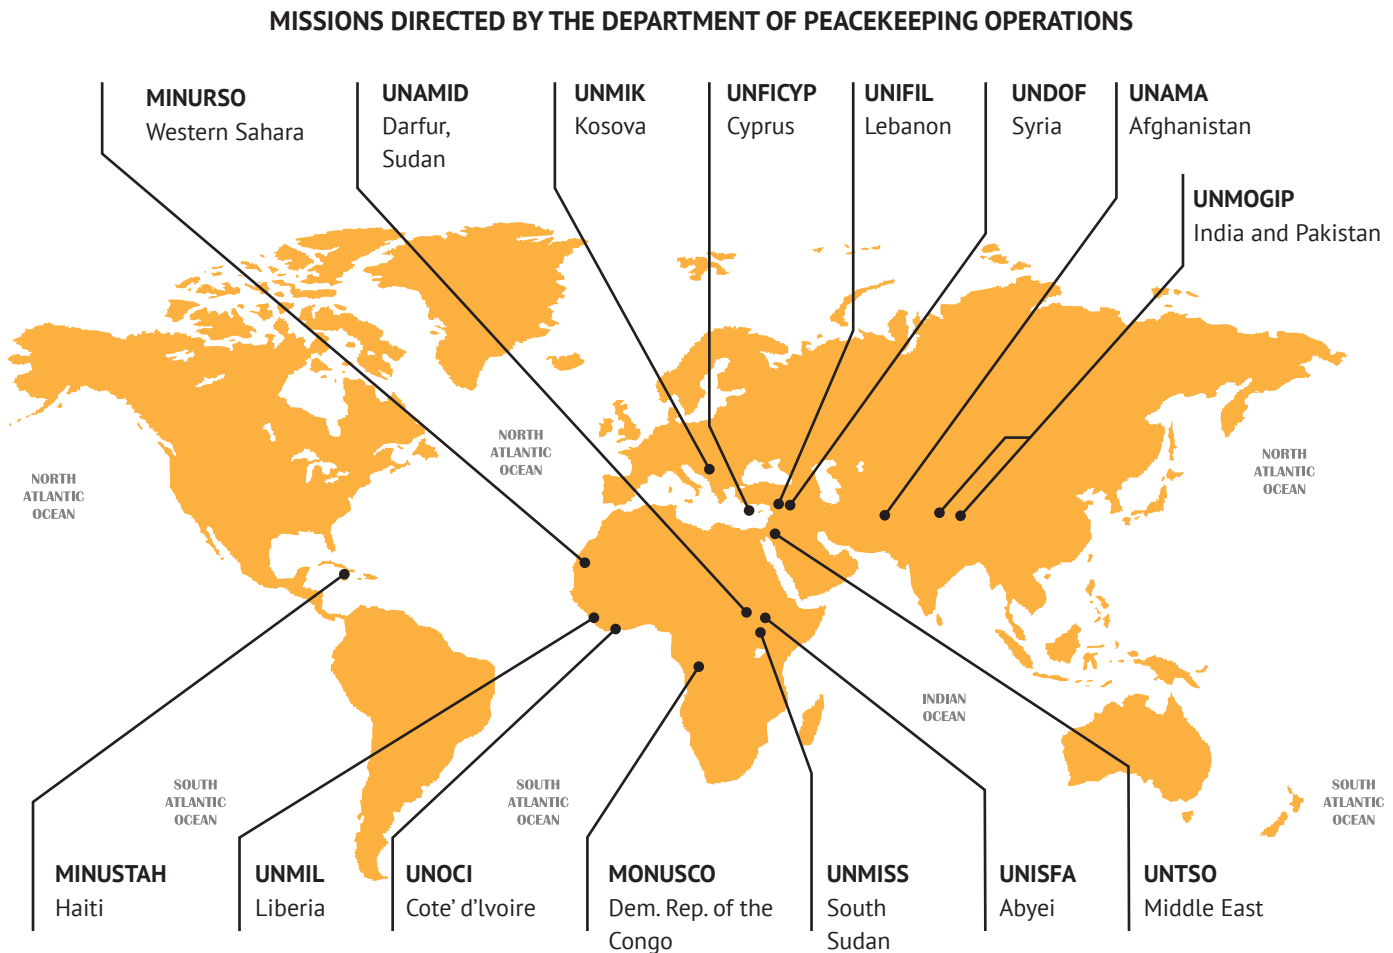 MISSIONS DIRECTED BY THE DEPARTMENT OF PEACEKEEPING OPERATIONS
MINURSO
Western Sahara
UNAMID
Darfur,
Sudan
UNMIK
Kosova
UNFICYP
Cyprus
UNIFIL
Lebanon
UNDOF
Syria
UNAMA
Afghanistan
UNMOGIP
India and Pakistan
NORTH
ATLANTIC
OCEAN
NORTH
ATLANTIC
OCEAN
NORTH
ATLANTIC
OCEAN
INDIAN
OCEAN
SOUTH
ATLANTIC
OCEAN
SOUTH
ATLANTIC
OCEAN
SOUTH
ATLANTIC
OCEAN
MINUSTAH
Haiti
UNMIL
Liberia
UNOCI
Cote’ d’lvoire
MONUSCO
Dem. Rep. of the
Congo
UNMISS
South
Sudan
UNISFA
Abyei
UNTSO
Middle East